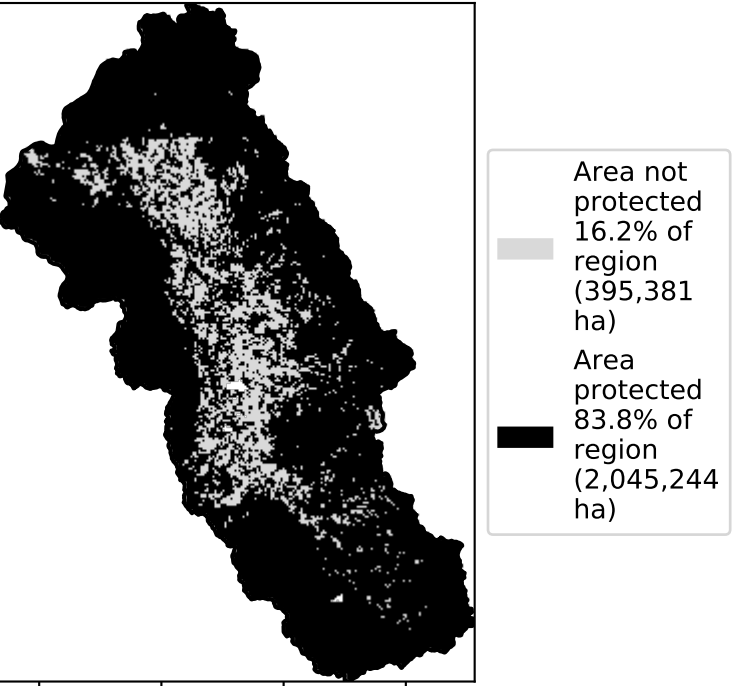 Area not
protected
16.2% of
region
(395,381
ha)
Area
protected
83.8% of
region
(2,045,244
ha)